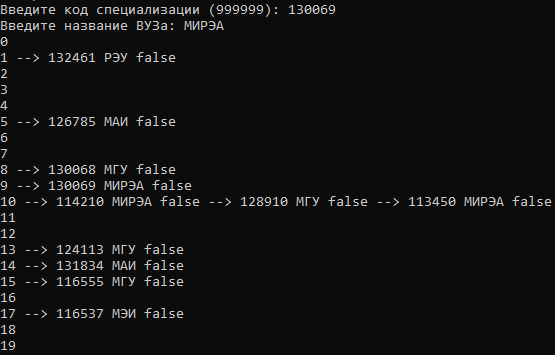 Введите код специализации (999999): 130069
Введите название ВУЗа: МИРЭА
0
1 --> 132461 РЭУ false
2
3
4
5 --> 126785 МАИ false
6
7
8 --> 130068 МГУ false
9 --> 130069 МИРЭА false
10 --> 114210 МИРЭА false --> 128910 МГУ false --> 113450 МИРЭА false
11
12
13 --> 124113 МГУ false
14 --> 131834 МАИ false
15 --> 116555 МГУ false
16
17 --> 116537 МЭИ false
18
19